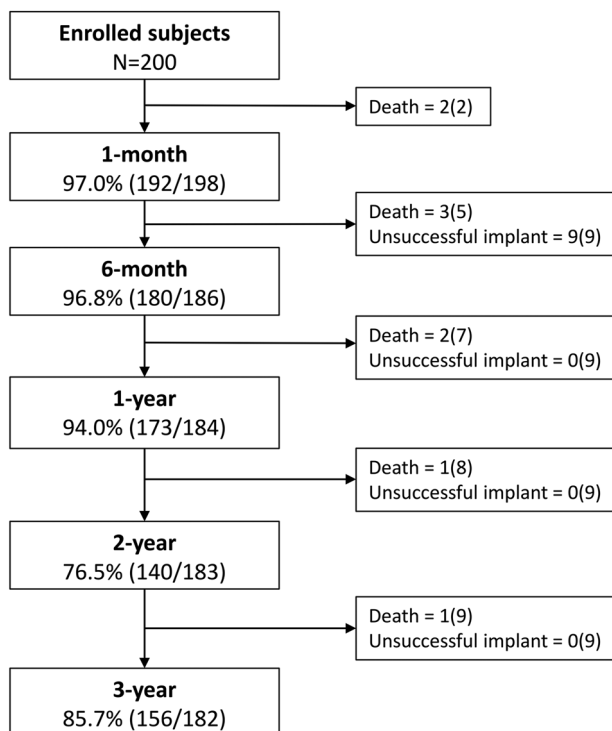 Enrolled subjects
N=200
Death = 2(2)
1-month
97.0% (192/198)
Death = 3(5)
Unsuccessful implant = 9(9)
6-month
96.8% (180/186)
Death = 2(7)
Unsuccessful implant = 0(9)
1-year
94.0% (173/184)
Death = 1(8)
Unsuccessful implant = 0(9)
2-year
76.5% (140/183)
Death = 1(9)
Unsuccessful implant = 0(9)
3-year
85.7% (156/182)